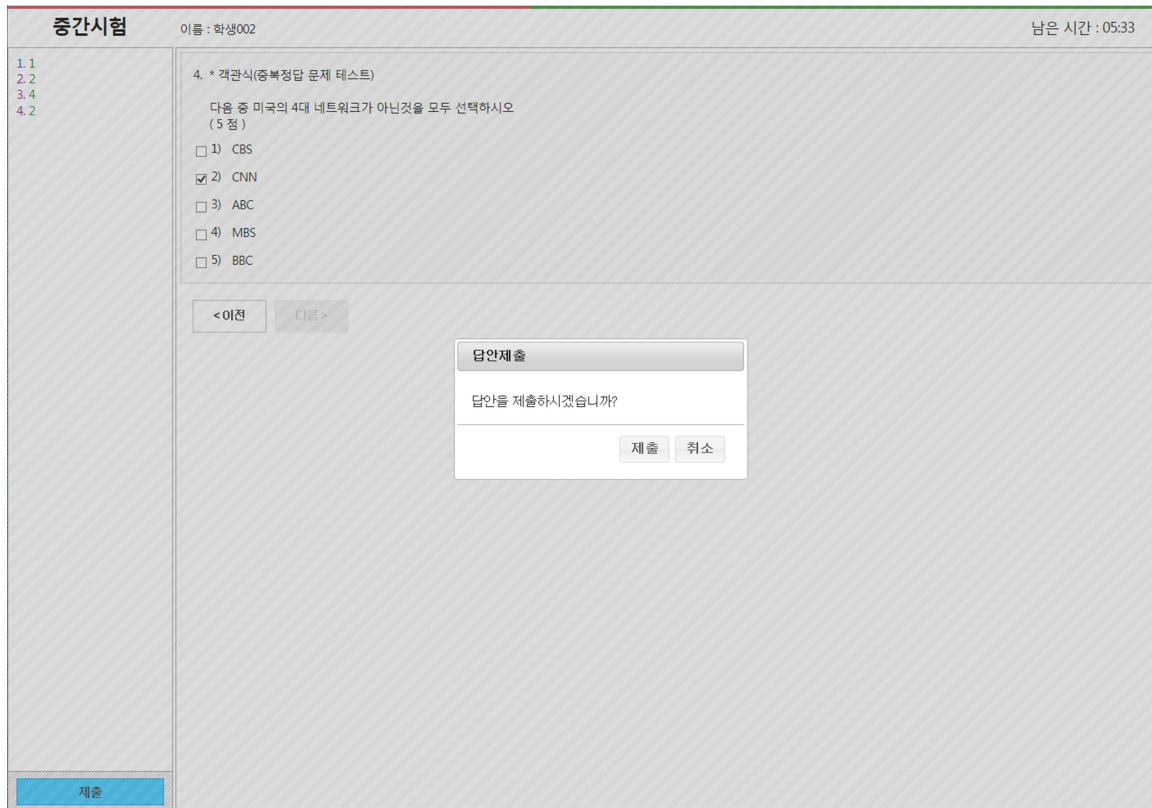 중간시험
이름 : 학생002
남은 시간 : 05:33
1. 1
2. 2
3. 4
4. 2
4. * 객관식(중복정답 문제 테스트)
다음 중 미국의 4대 네트워크가 아닌것을 모두 선택하시오
( 5 점 )
1) CBS
2) CNN
3) ABC
4) MBS
5) BBC
<이전
다음>
답안제출
답안을 제출하시겠습니까?
제출 취소
제출